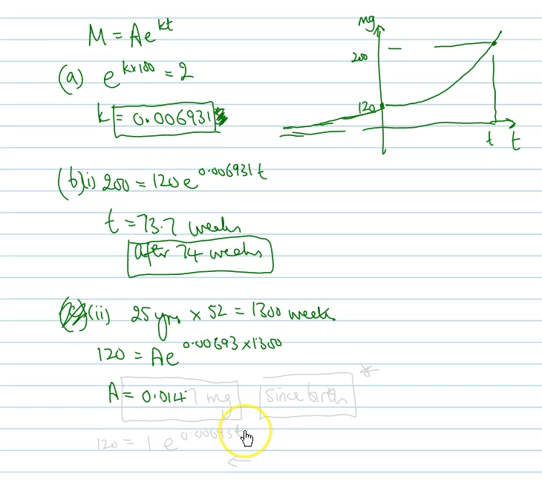 M = Ae^kt
(a) e^k×100 = 2
k = 0.006931
(b)(i) 200 = 120e^0.006931t
t = 73.7 weeks
after 74 weeks
(ii) 25 yrs × 52 = 1300 weeks
120 = Ae^0.00693×1300
A = 0.0147 mg since birth *
120 = 1 e^0.006931
mg
200
120
t t